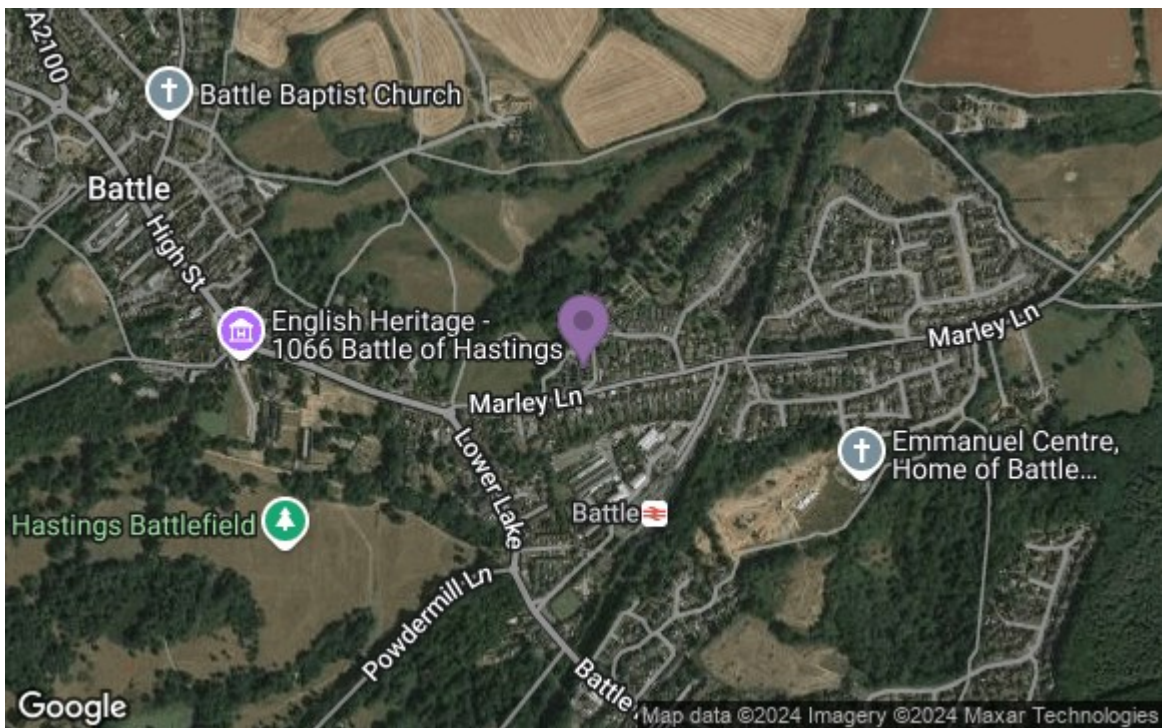 A2100
Battle Baptist Church
Battle
High St
English Heritage -
1066 Battle of Hastings
Marley Ln
Marley Ln
Lower Lake
Emmanuel Centre,
Home of Battle...
Hastings Battlefield
Battle
Powdermill Ln
Battle
Google
Map data ©2024 Imagery ©2024 Maxar Technologies